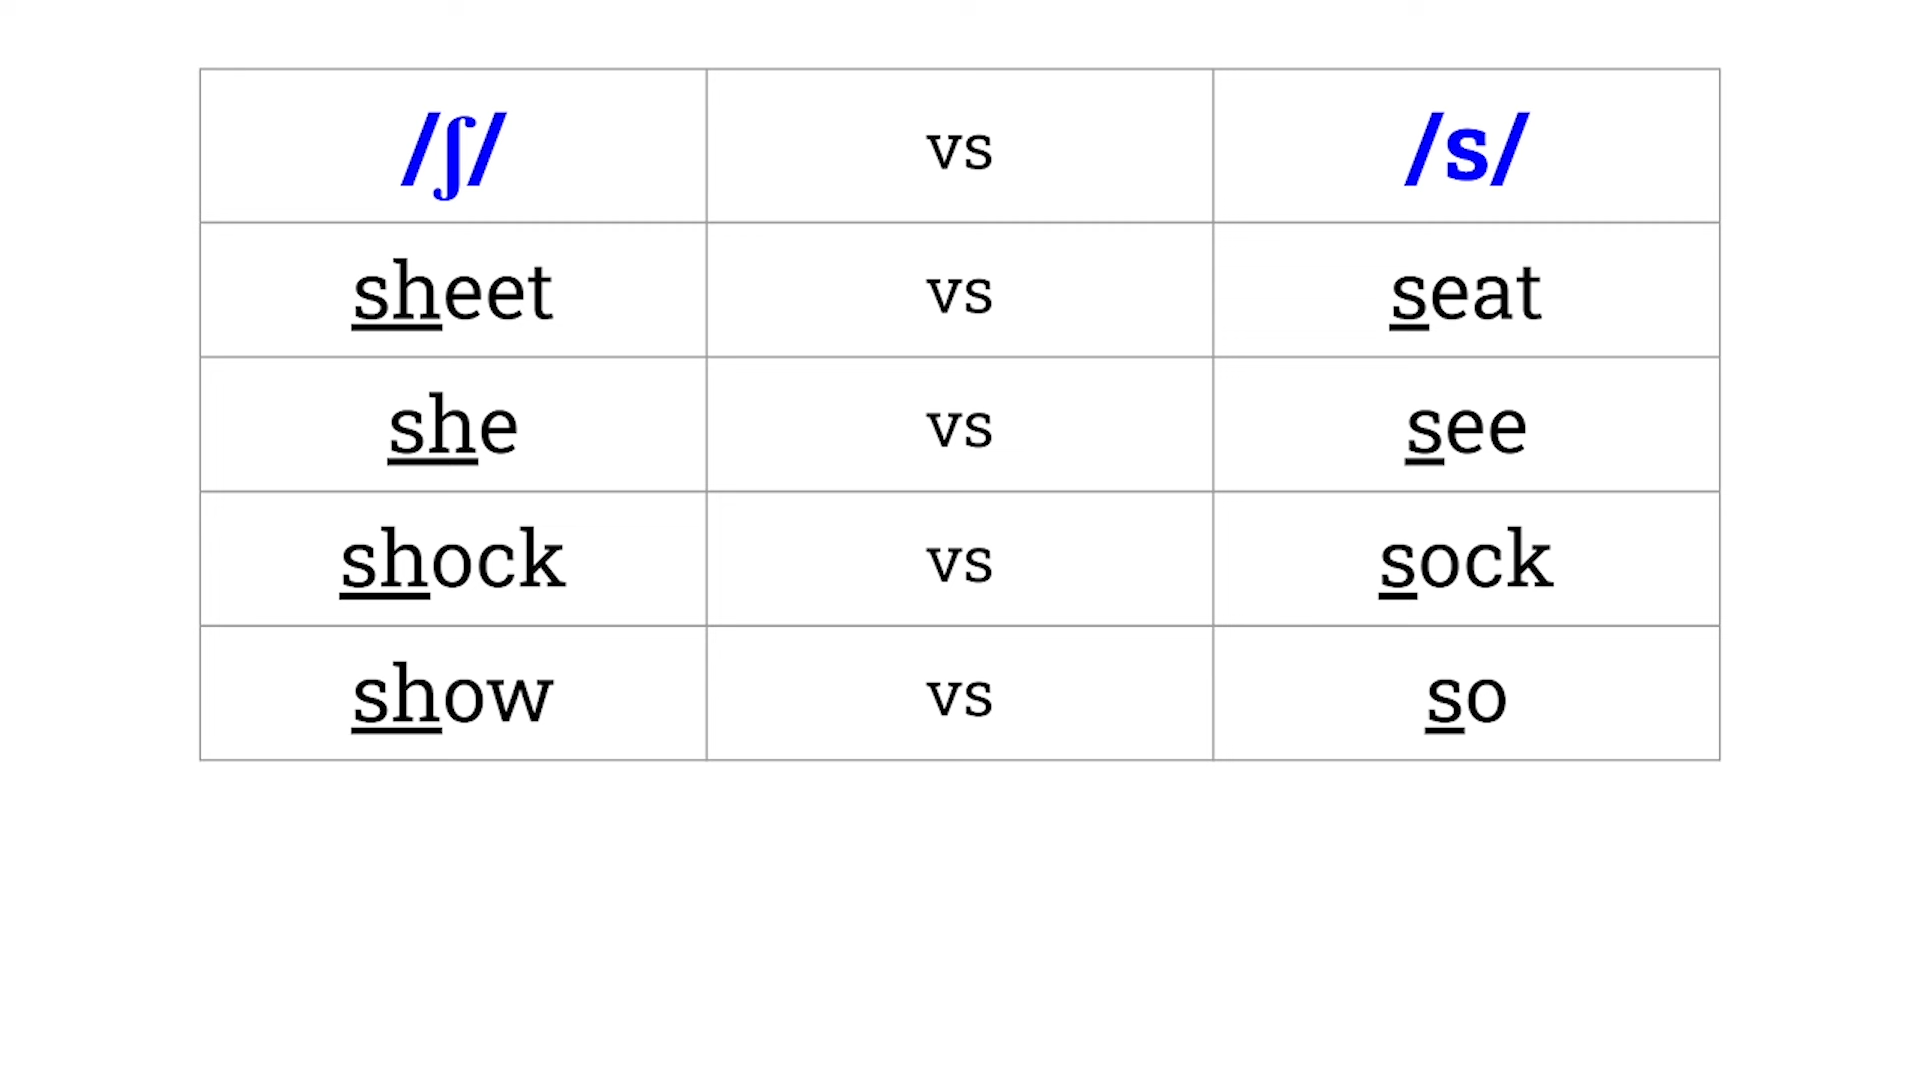 /ʃ/ vs /s/
sheet vs seat
she vs see
shock vs sock
show vs so